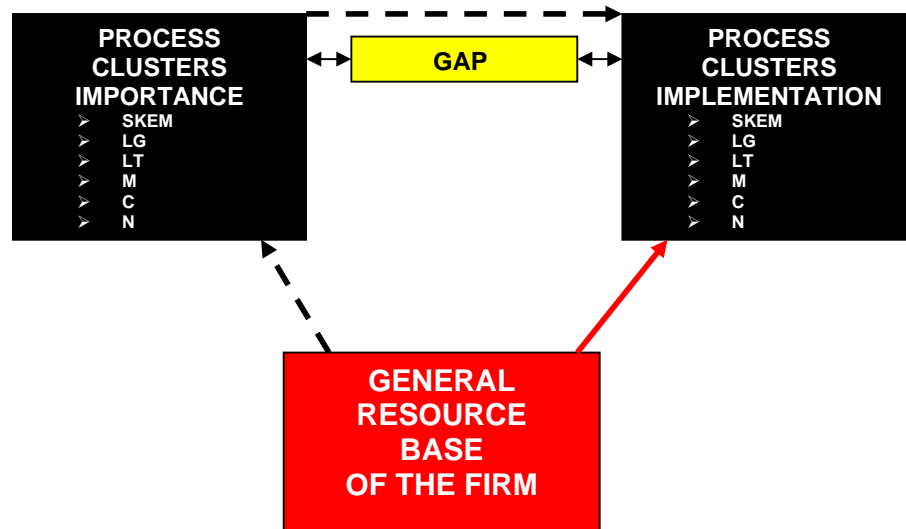 PROCESS
CLUSTERS
IMPORTANCE
➢ SKEM
➢ LG
➢ LT
➢ M
➢ C
➢ N
GAP
PROCESS
CLUSTERS
IMPLEMENTATION
➢ SKEM
➢ LG
➢ LT
➢ M
➢ C
➢ N
GENERAL
RESOURCE
BASE
OF THE FIRM